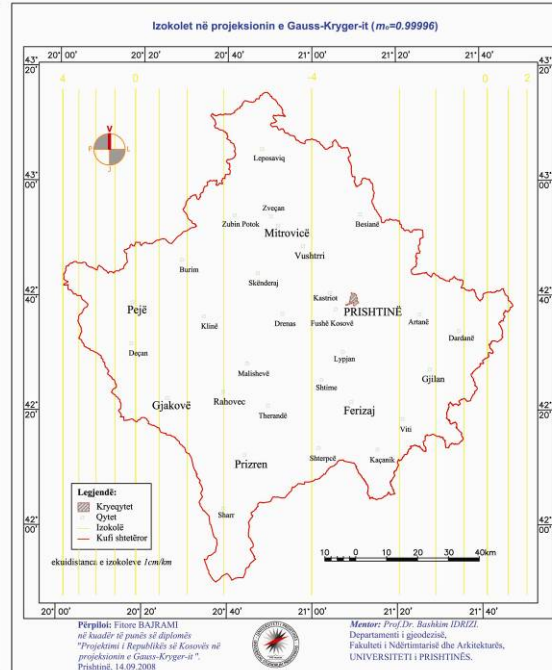 Izokolet në projeksionin e Gauss-Kryger-it (mₒ=0.99996)
20° 00' 20° 20' 20° 40' 21° 00' 21° 20' 21° 40'
43° 20' 43° 20'
4 0 -4 0 2
V
P L
J
Leposaviq
43° 00' 43° 00'
Zveçan
Zubin Potok Besianë
Mitrovicë
Vushtrri
Burim
Skënderaj
42° 40' Kastriot 42° 40'
Pejë PRISHTINË
Klinë Drenas Fushë Kosovë Artanë
Dardanë
Deçan Lypjan
Malishevë Gjilan
Shtime
42° 20' Gjakovë Rahovec Ferizaj 42° 20'
Therandë
Viti
Prizren Shterpcë Kaçanik
Legjendë:
Kryeqytet
Qytet
Izokolë
Kufi shtetëror
Sharr
42° 00' 42° 00'
ekuidistanca e izokoleve 1cm/km
10 0 10 20 30 40km
20° 00' 20° 20' 20° 40' 21° 00' 21° 20' 21° 40'
Përpiloi: Fitore BAJRAMI
në kuadër të punës së diplomës
"Projektimi i Republikës së Kosovës në
projeksionin e Gauss-Kryger-it".
Prishtinë, 14.09.2008
Mentor: Prof.Dr. Bashkim IDRIZI.
Departamenti i gjeodezisë,
Fakulteti i Ndërtimtarisë dhe Arkitekturës,
UNIVERSITETI i PRISHTINËS.